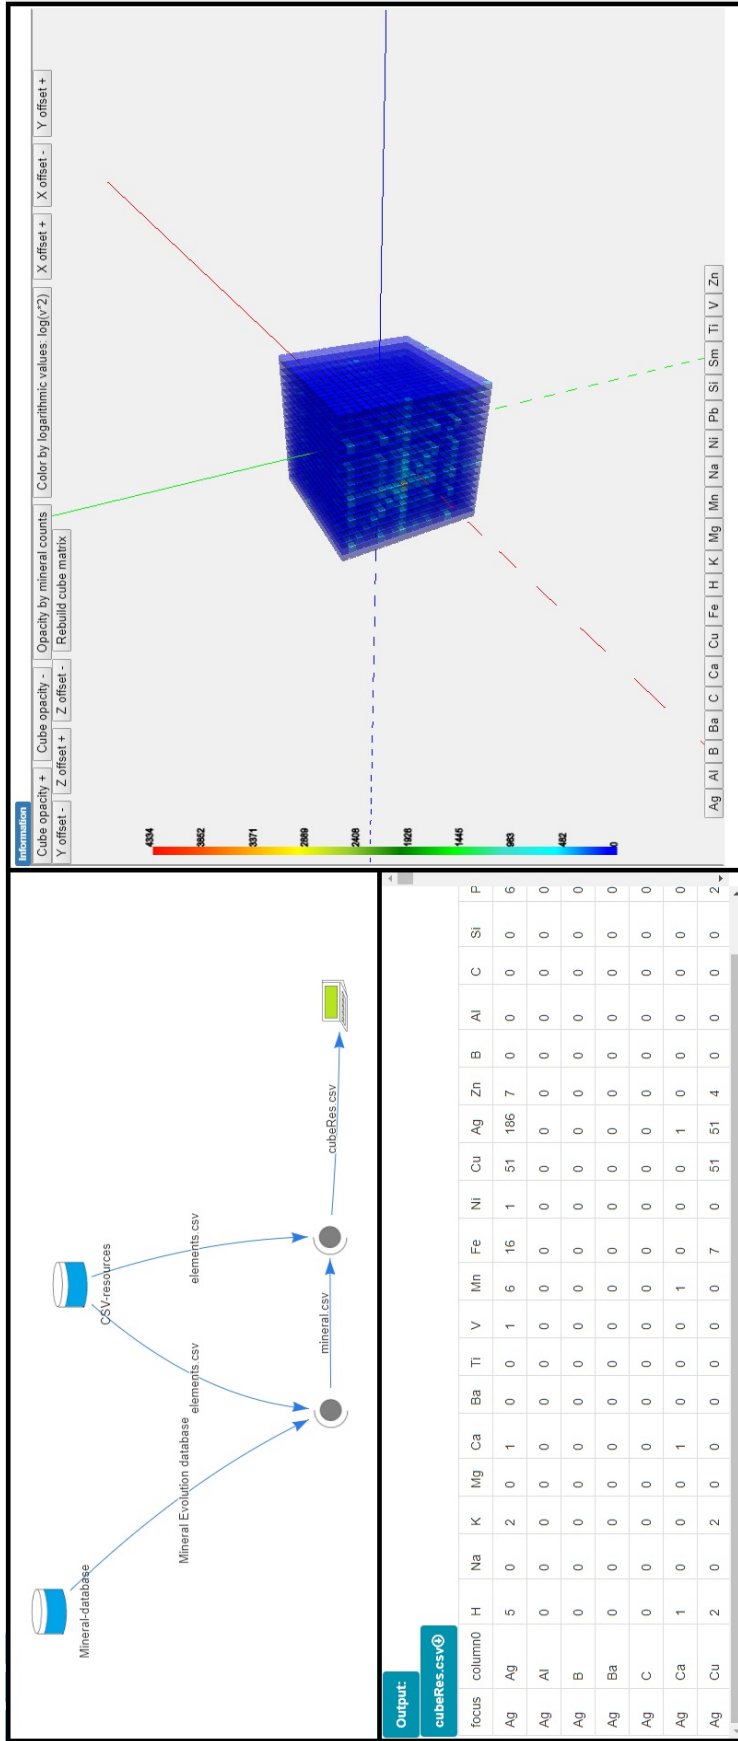 Mineral-database
CSV-resources
Mineral Evolution database
elements.csv
elements.csv
mineral.csv
cubeRes.csv
Output:
cubeRes.csv
focus column0 H Na K Mg Ca Ba Ti V Mn Fe Ni Cu Ag Zn B Al C Si P
Ag Ag 5 0 2 0 1 0 0 1 6 16 1 51 186 7 0 0 0 0 6
Ag Al 0 0 0 0 0 0 0 0 0 0 0 0 0 0 0 0 0 0 0
Ag B 0 0 0 0 0 0 0 0 0 0 0 0 0 0 0 0 0 0 0
Ag Ba 0 0 0 0 0 0 0 0 0 0 0 0 0 0 0 0 0 0 0
Ag C 0 0 0 0 0 0 0 0 0 0 0 0 0 0 0 0 0 0 0
Ag Ca 1 0 0 0 1 0 0 0 1 0 0 0 1 0 0 0 0 0 0
Ag Cu 2 0 2 0 0 0 0 0 0 7 0 51 51 4 0 0 0 0 2
Information
Cube opacity + Cube opacity - Opacity by mineral counts Color by logarithmic values: log(v*2) X offset + X offset - Y offset +
Y offset - Z offset + Z offset - Rebuild cube matrix
4334
3852
3371
2889
2408
1926
1445
963
482
0
Ag Al B Ba C Ca Cu Fe H K Mg Mn Na Ni Pb Si Sm Ti V Zn